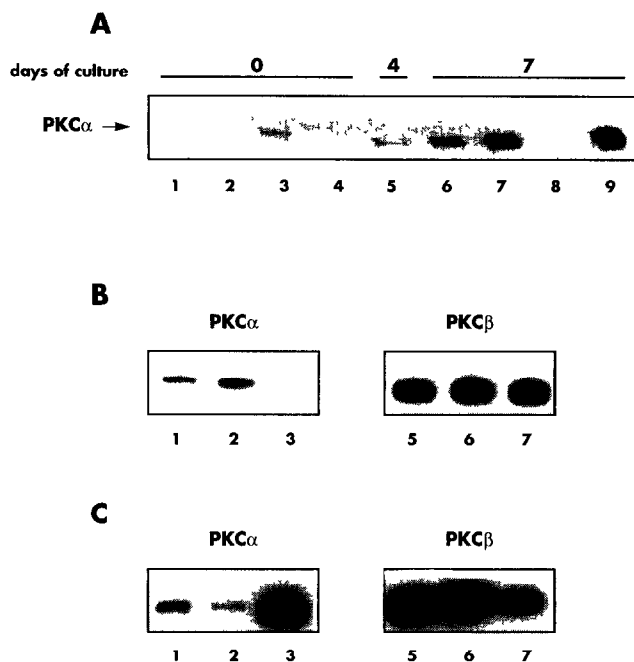 A
days of culture 0 4 7
PKCα →
1 2 3 4 5 6 7 8 9
B
PKCα PKCβ
1 2 3 5 6 7
C
PKCα PKCβ
1 2 3 5 6 7